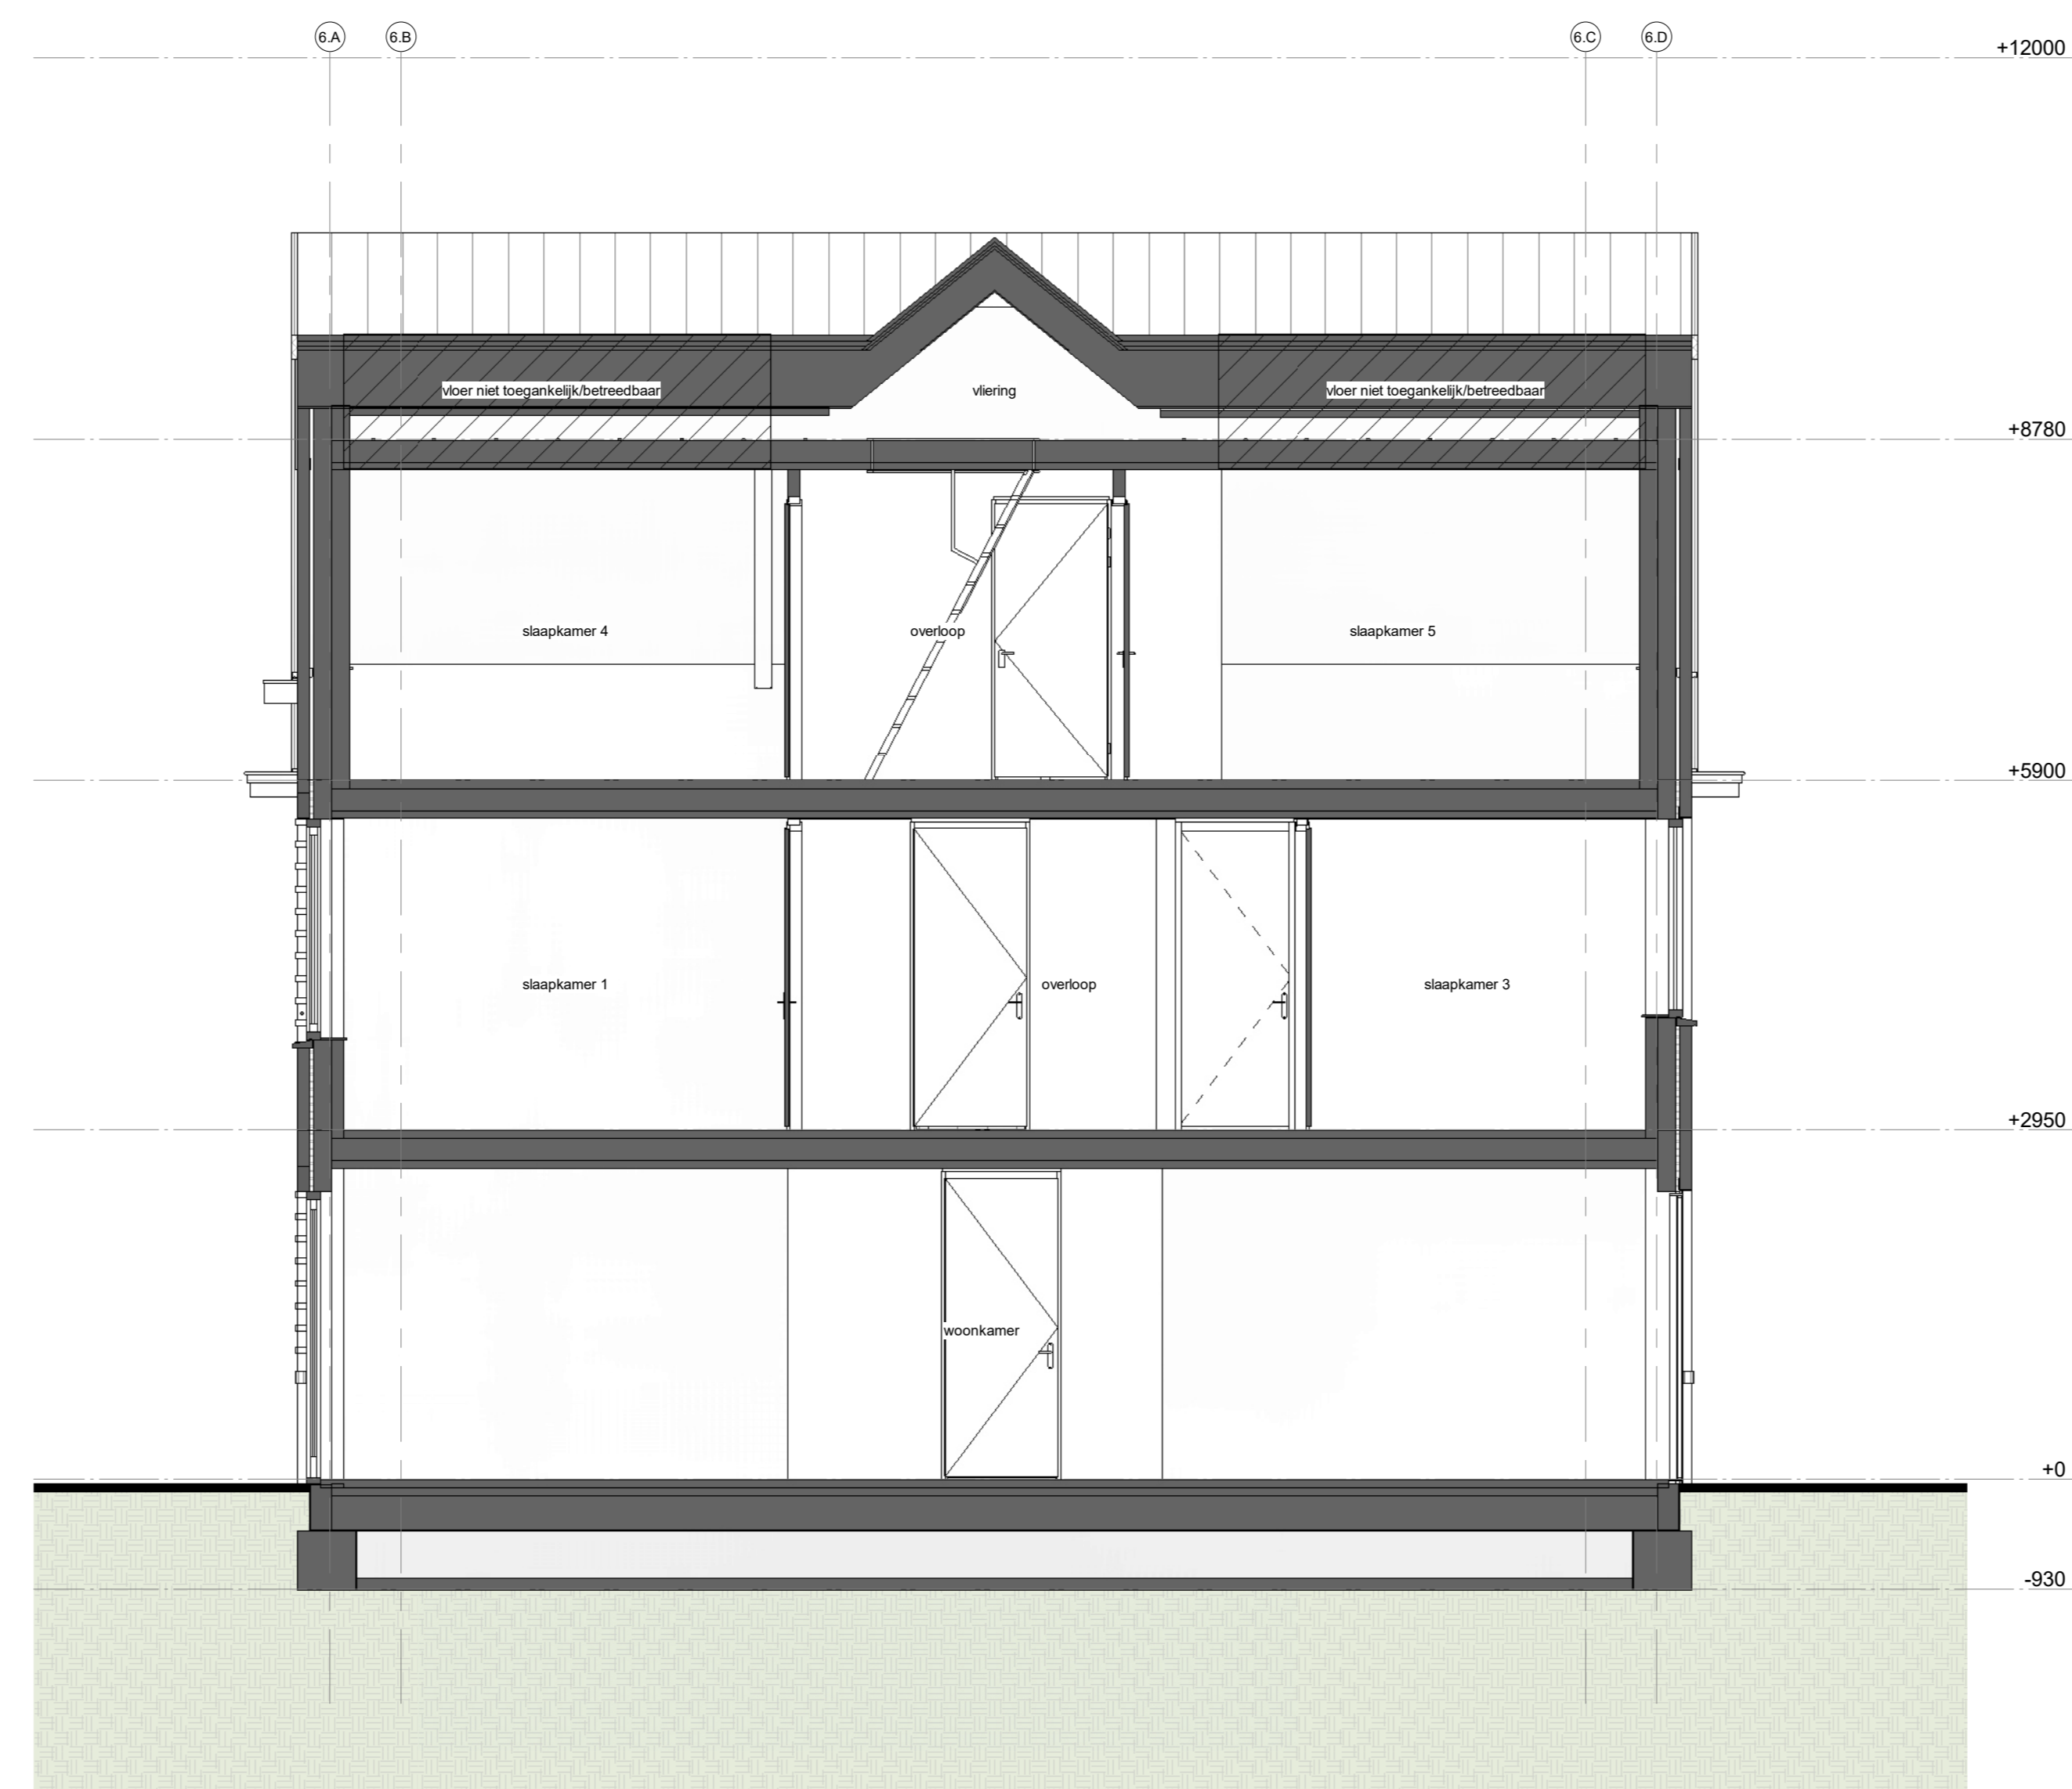 6.A 6.B 6.C 6.D
+12000
vloer niet toegankelijk/betreedbaar vliering vloer niet toegankelijk/betreedbaar
+8780
slaapkamer 4 overloop slaapkamer 5
+5900
slaapkamer 1 overloop slaapkamer 3
+2950
woonkamer
+0
-930